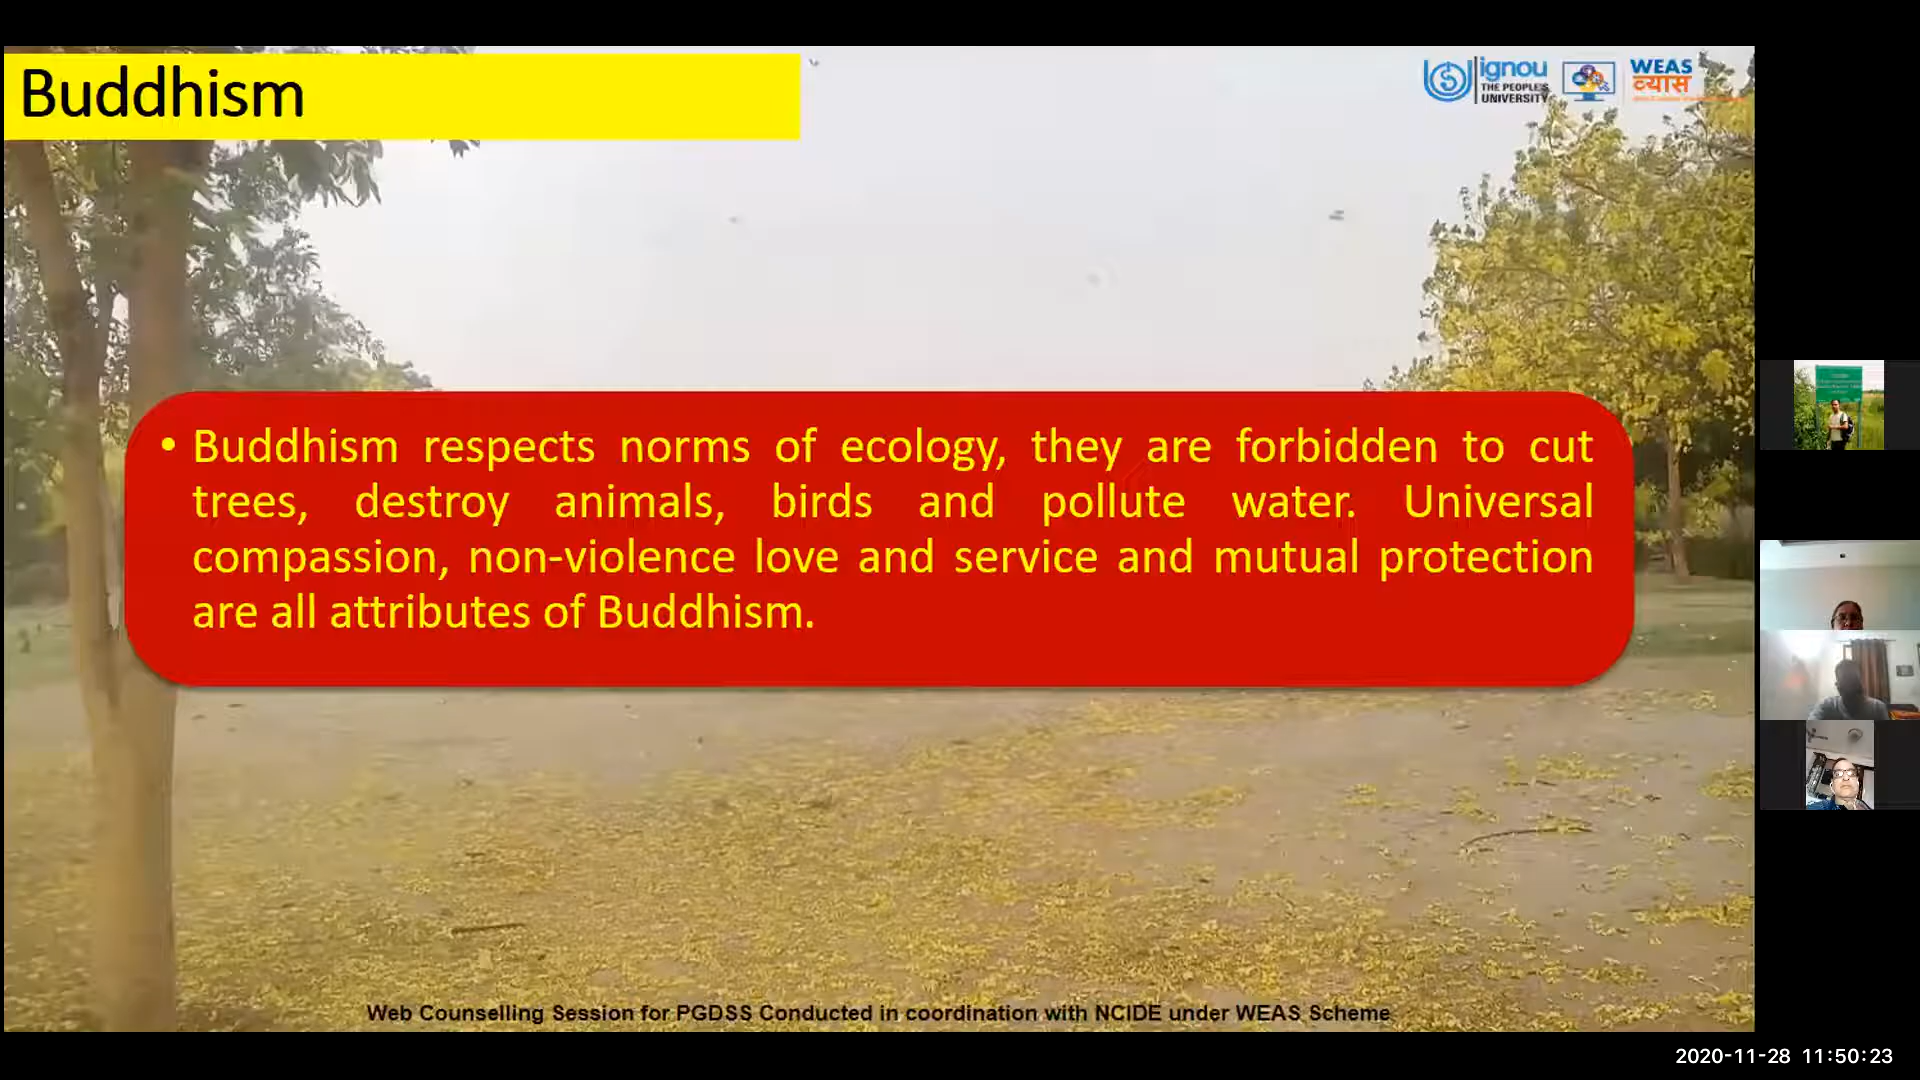 Buddhism
ignou
THE PEOPLE'S
UNIVERSITY
WEAS
व्यास
• Buddhism respects norms of ecology, they are forbidden to cut
trees, destroy animals, birds and pollute water. Universal
compassion, non-violence love and service and mutual protection
are all attributes of Buddhism.
Web Counselling Session for PGDSS Conducted in coordination with NCIDE under WEAS Scheme
2020-11-28 11:50:23